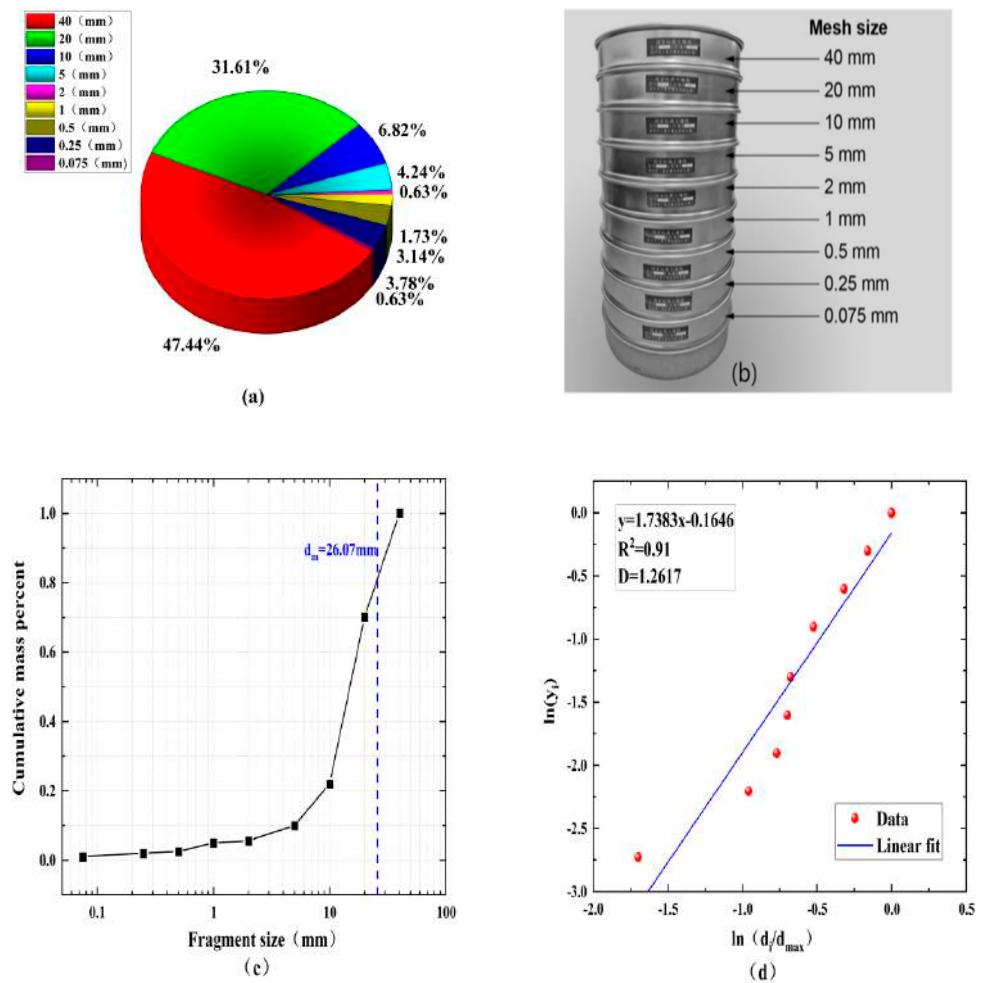 40（mm）
20（mm）
10（mm）
5（mm）
2（mm）
1（mm）
0.5（mm）
0.25（mm）
0.075（mm）
31.61%
6.82%
4.24%
0.63%
1.73%
3.14%
3.78%
0.63%
47.44%
(a)
Mesh size
40 mm
20 mm
10 mm
5 mm
2 mm
1 mm
0.5 mm
0.25 mm
0.075 mm
(b)
1.0
0.8
0.6
0.4
0.2
0.0
Cumulative mass percent
dm=26.07mm
0.1 1 10 100
Fragment size（mm）
(c)
y=1.7383x-0.1646
R²=0.91
D=1.2617
0.0
-0.5
-1.0
-1.5
-2.0
-2.5
-3.0
ln(yi)
Data
Linear fit
-2.0 -1.5 -1.0 -0.5 0.0 0.5
ln（di/dmax）
(d)